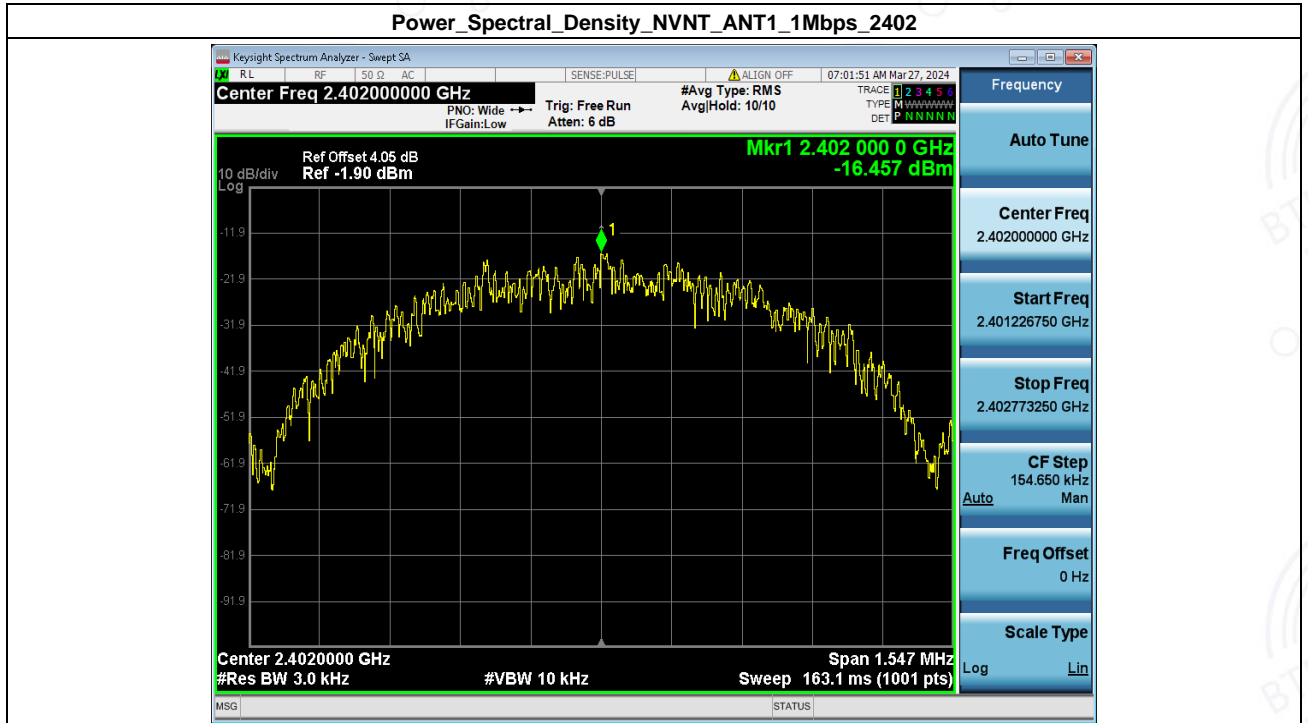 Power_Spectral_Density_NVNT_ANT1_1Mbps_2402
Keysight Spectrum Analyzer - Swept SA
LXI RL RF 50 Ω AC SENSE:PULSE ALIGN OFF 07:01:51 AM Mar 27, 2024
Center Freq 2.402000000 GHz
PNO: Wide
IFGain:Low
Trig: Free Run
Atten: 6 dB
#Avg Type: RMS
Avg|Hold: 10/10
TRACE 1 2 3 4 5 6
TYPE M WWWWW
DET P N N N N N
Frequency
Auto Tune
Center Freq
2.402000000 GHz
Start Freq
2.401226750 GHz
Stop Freq
2.402773250 GHz
CF Step
154.650 kHz
Auto Man
Freq Offset
0 Hz
Scale Type
Log Lin
Mkr1 2.402 000 0 GHz
-16.457 dBm
Ref Offset 4.05 dB
10 dB/div Ref -1.90 dBm
Log
1
-11.9
-21.9
-31.9
-41.9
-51.9
-61.9
-71.9
-81.9
-91.9
Center 2.4020000 GHz Span 1.547 MHz
#Res BW 3.0 kHz #VBW 10 kHz Sweep 163.1 ms (1001 pts)
MSG STATUS